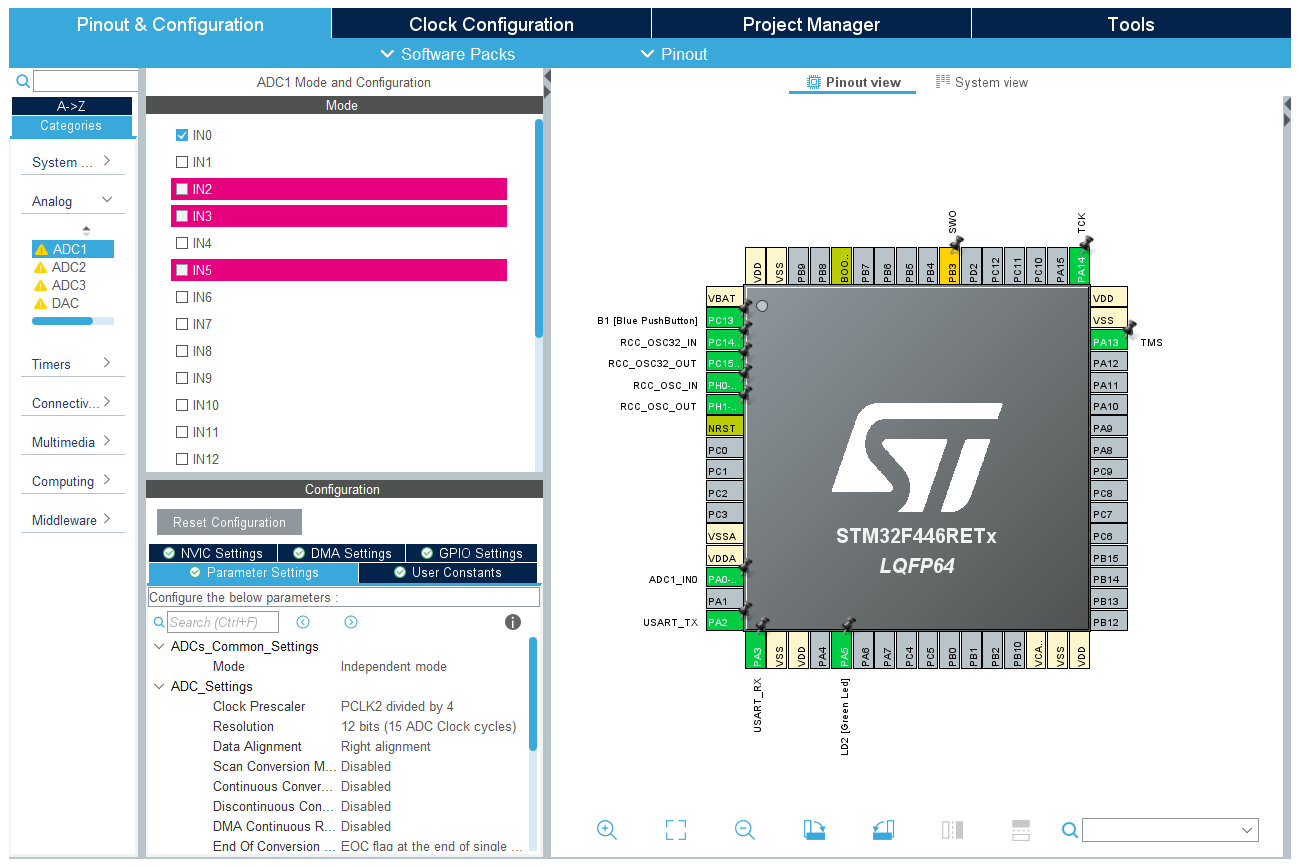 Pinout & Configuration
Clock Configuration
Project Manager
Tools
Software Packs
Pinout
A->Z
Categories
System ...
Analog
ADC1
ADC2
ADC3
DAC
Timers
Connectiv...
Multimedia
Computing
Middleware
ADC1 Mode and Configuration
Mode
IN0
IN1
IN2
IN3
IN4
IN5
IN6
IN7
IN8
IN9
IN10
IN11
IN12
Configuration
Reset Configuration
NVIC Settings
DMA Settings
GPIO Settings
Parameter Settings
User Constants
Configure the below parameters :
Search (Ctrl+F)
ADCs_Common_Settings
Mode Independent mode
ADC_Settings
Clock Prescaler PCLK2 divided by 4
Resolution 12 bits (15 ADC Clock cycles)
Data Alignment Right alignment
Scan Conversion M... Disabled
Continuous Conver... Disabled
Discontinuous Con... Disabled
DMA Continuous R... Disabled
End Of Conversion ... EOC flag at the end of single ...
Pinout view
System view
SWO
TCK
VDD
VSS
PB9
PB8
BOO..
PB7
PB6
PB5
PB4
PB3
PD2
PC12
PC11
PC10
PA15
PA14
VBAT
B1 [Blue PushButton] PC13
RCC_OSC32_IN PC14..
RCC_OSC32_OUT PC15..
RCC_OSC_IN PH0-..
RCC_OSC_OUT PH1-..
NRST
PC0
PC1
PC2
PC3
VSSA
VDDA
ADC1_IN0 PA0-..
PA1
USART_TX PA2
STM32F446RETx
LQFP64
VDD
VSS
PA13 TMS
PA12
PA11
PA10
PA9
PA8
PC9
PC8
PC7
PC6
PB15
PB14
PB13
PB12
PA3
VSS
VDD
PA4
PA5
PA6
PA7
PC4
PC5
PB0
PB1
PB2
PB10
VCA..
VSS
VDD
USART_RX
LD2 [Green Led]